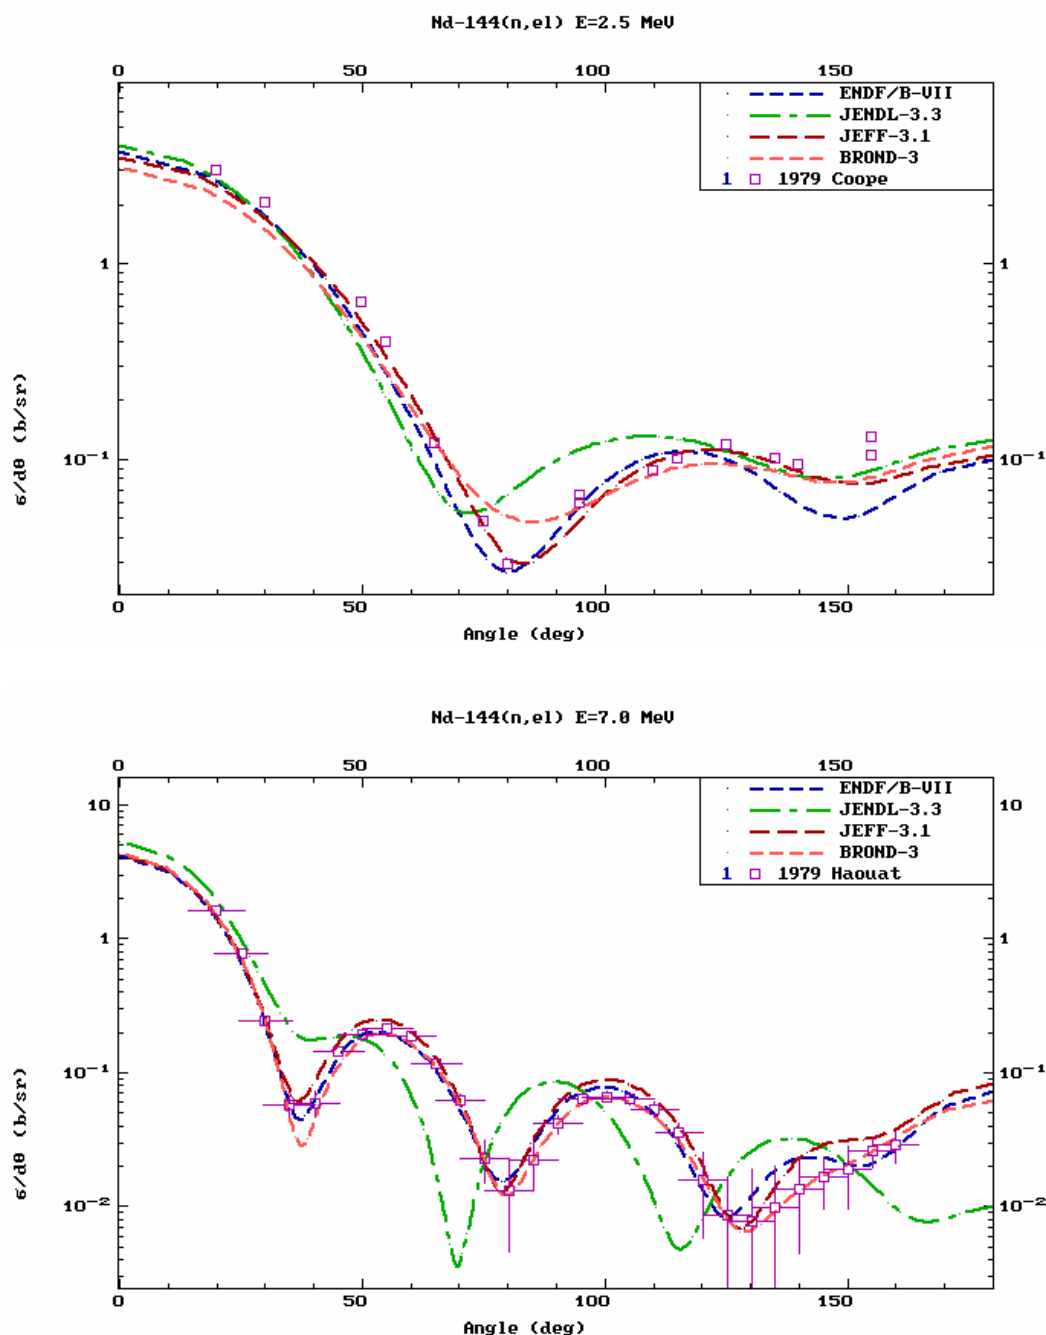 Nd-144(n,el) E=2.5 MeV
0 50 100 150
ENDF/B-VII
JENDL-3.3
JEFF-3.1
BROND-3
1 1979 Coope
1 1
10⁻¹ 10⁻¹
б/dθ (b/sr)
0 50 100 150
Angle (deg)
Nd-144(n,el) E=7.0 MeV
0 50 100 150
ENDF/B-VII
JENDL-3.3
JEFF-3.1
BROND-3
1 1979 Haouat
10 10
1 1
10⁻¹ 10⁻¹
10⁻² 10⁻²
б/dθ (b/sr)
0 50 100 150
Angle (deg)